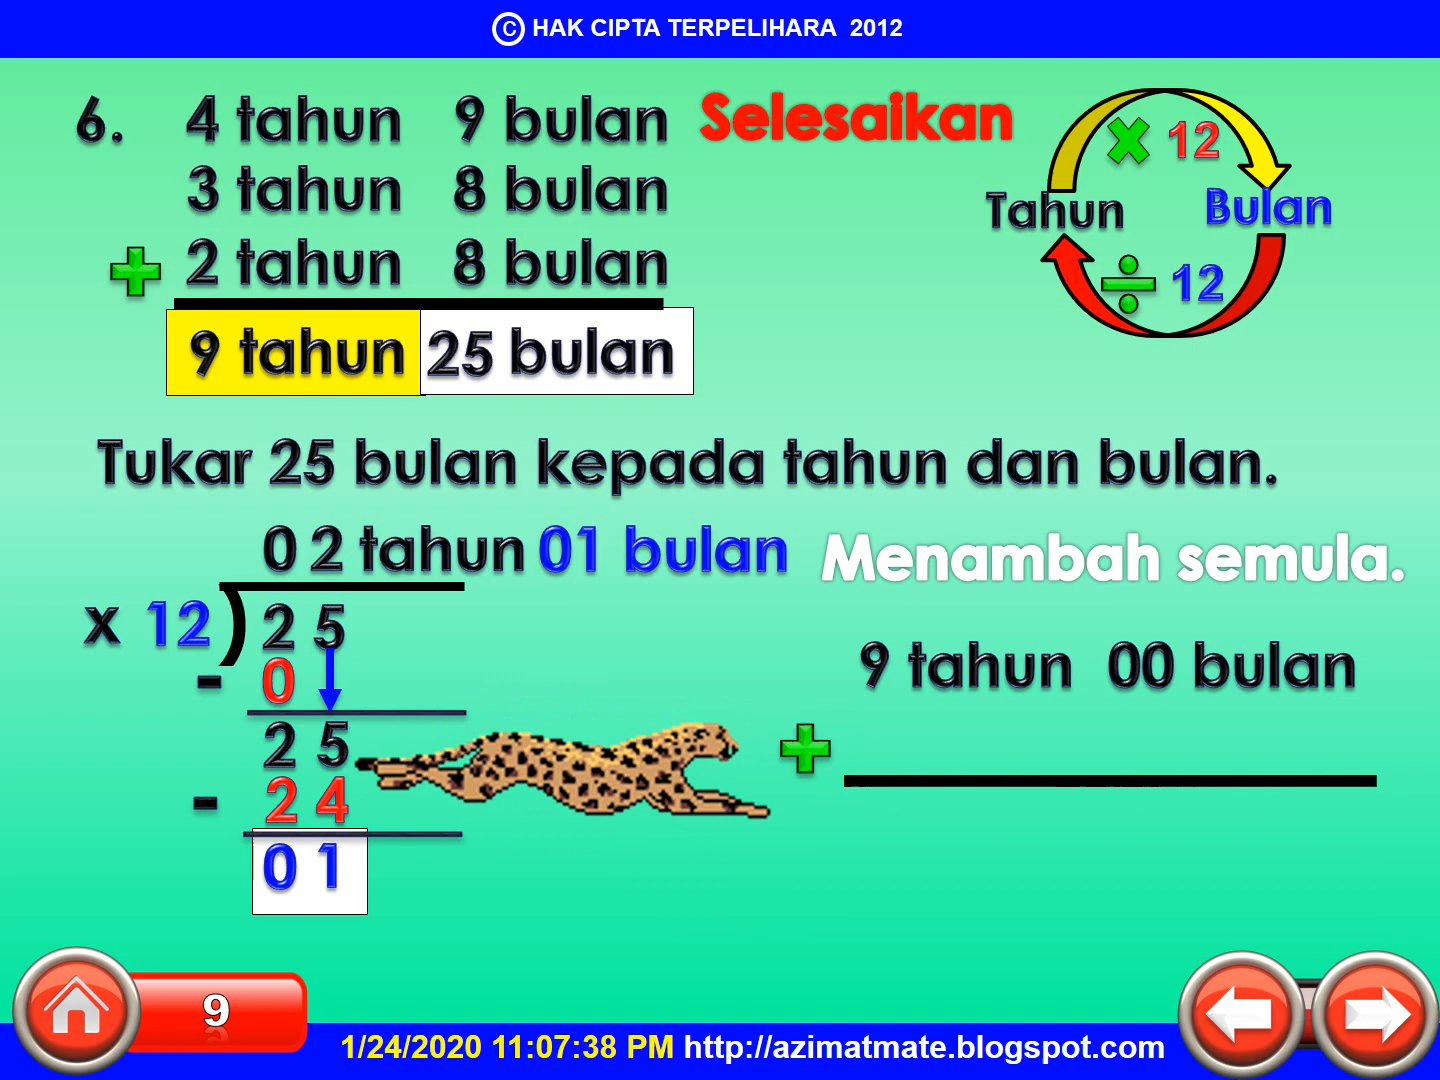 © HAK CIPTA TERPELIHARA 2012
6. 4 tahun 9 bulan Selesaikan
3 tahun 8 bulan
+ 2 tahun 8 bulan
9 tahun 25 bulan
× 12
Tahun Bulan
÷ 12
Tukar 25 bulan kepada tahun dan bulan.
0 2 tahun 01 bulan
x 12 ) 2 5
- 0
2 5
- 2 4
0 1
Menambah semula.
9 tahun 00 bulan
+
9
1/24/2020 11:07:38 PM http://azimatmate.blogspot.com